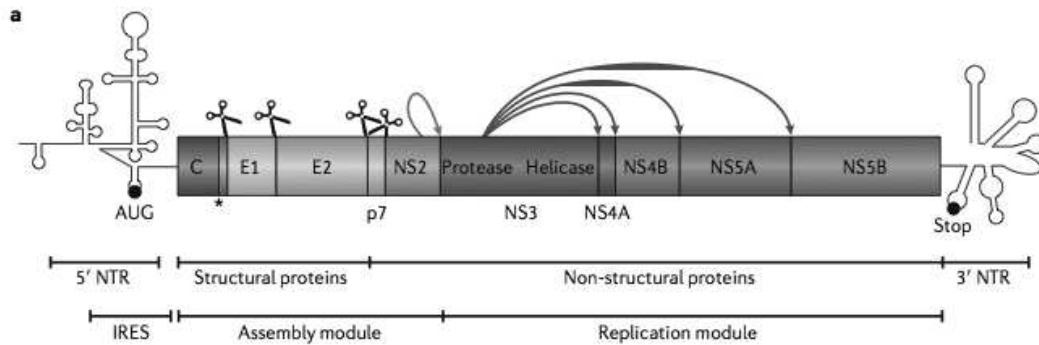 a
C E1 E2 NS2 Protease Helicase NS4B NS5A NS5B
*
AUG p7 NS3 NS4A Stop
5' NTR Structural proteins Non-structural proteins 3' NTR
IRES Assembly module Replication module